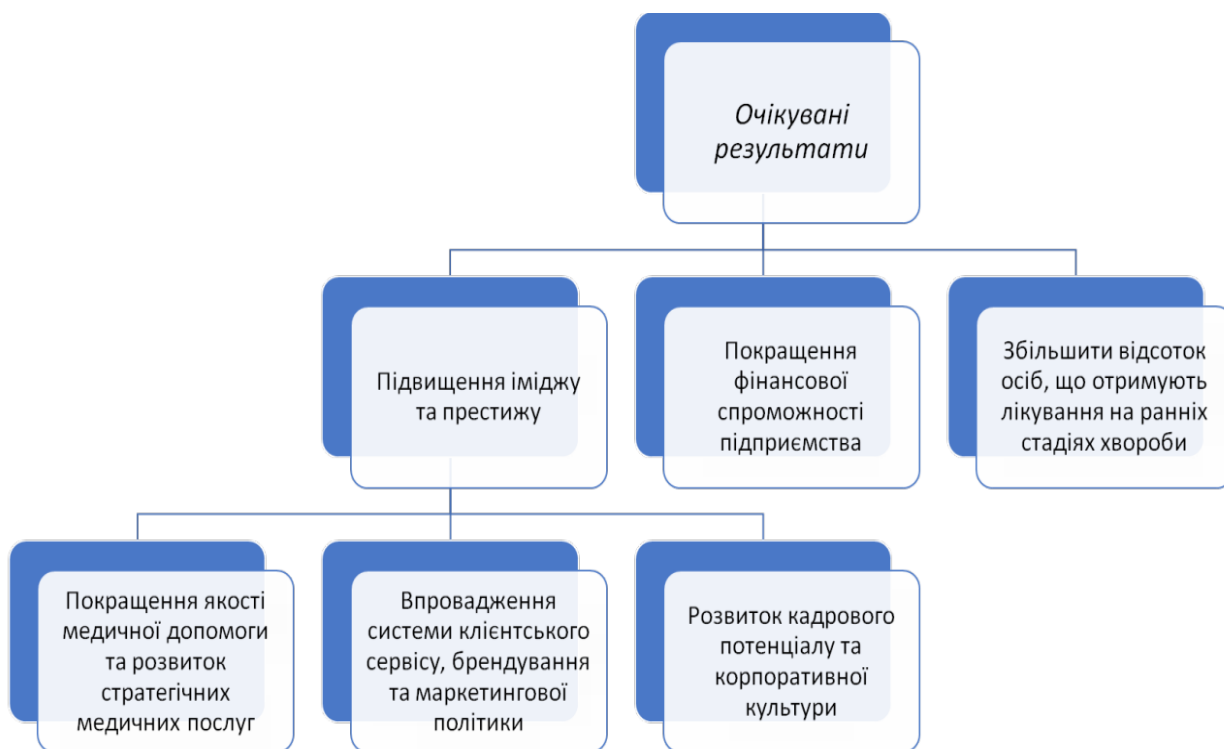 Очікувані
результати
Підвищення іміджу
та престижу
Покращення
фінансової
спроможності
підприємства
Збільшити відсоток
осіб, що отримують
лікування на ранніх
стадіях хвороби
Покращення якості
медичної допомоги
та розвиток
стратегічних
медичних послуг
Впровадження
системи клієнтського
сервісу, брендування
та маркетингової
політики
Розвиток кадрового
потенціалу та
корпоративної
культури